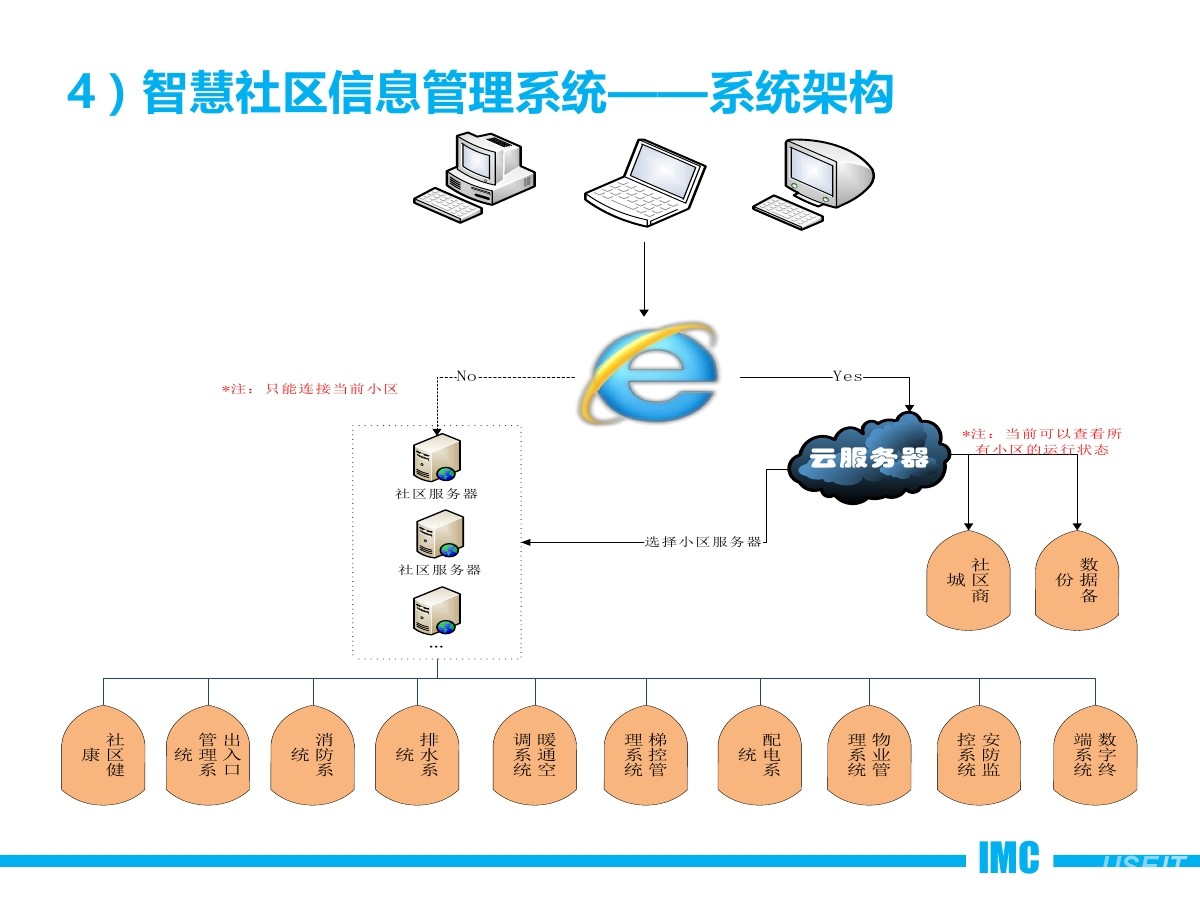 4）智慧社区信息管理系统——系统架构
No
Yes
*注：只能连接当前小区
*注：当前可以查看所
有小区的运行状态
云服务器
社区服务器
选择小区服务器
社区服务器
...
社区商
城
数据备
份
社区健
康
出入口
管理系
统
消防系
统
排水系
统
暖通空
调系统
梯控管
理系统
配电系
统
物业管
理系统
安防监
控系统
数字终
端系统
IMC
USEIT